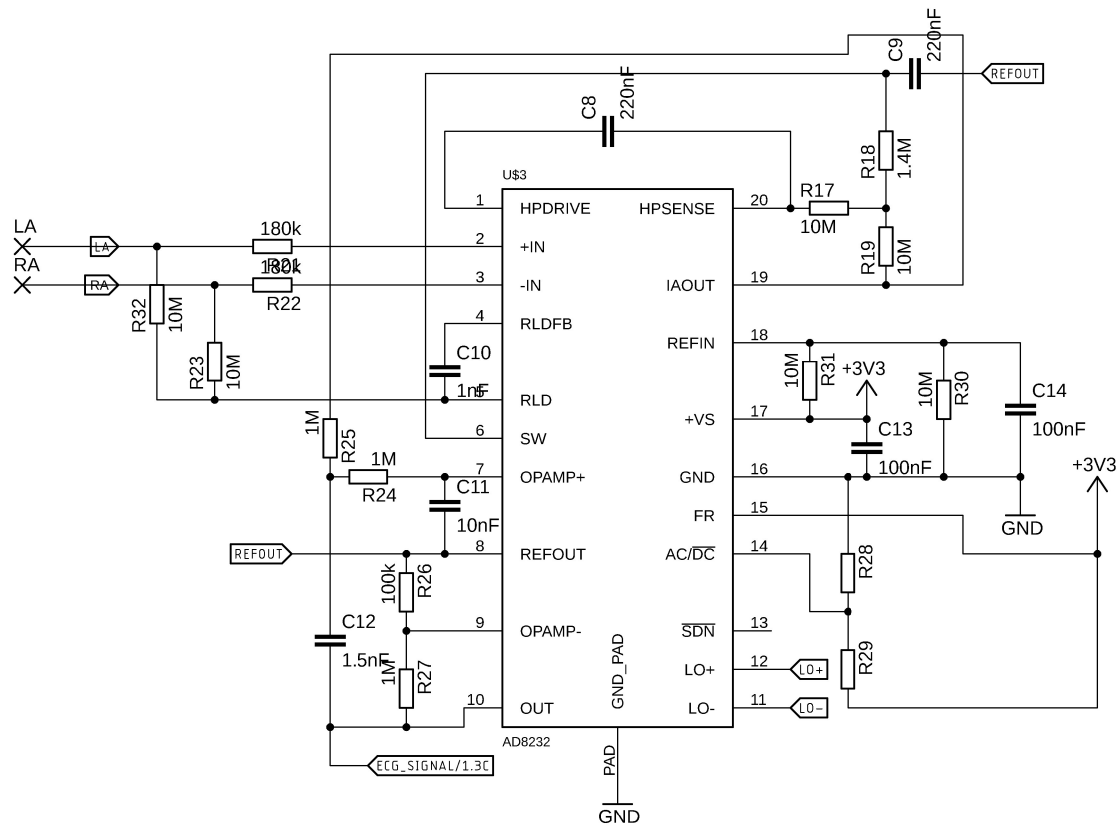 C9
220nF
REFOUT
C8
220nF
R18
1.4M
U$3
1
HPDRIVE
HPSENSE
20
R17
10M
LA
LA
180k
R21
2
+IN
R19
10M
RA
RA
180k
R22
3
-IN
IAOUT
19
R32
10M
4
RLDFB
REFIN
18
R23
10M
C10
1nF
5
RLD
10M
R31
+3V3
10M
R30
C14
100nF
+VS
17
1M
R25
6
SW
C13
100nF
1M
R24
7
OPAMP+
GND
16
+3V3
C11
10nF
FR
15
GND
REFOUT
8
REFOUT
AC/DC
14
100k
R26
R28
C12
1.5nF
9
OPAMP-
SDN
13
1M
R27
GND_PAD
LO+
12
LO+
R29
10
OUT
LO-
11
LO-
AD8232
PAD
ECG_SIGNAL/1.3C
GND